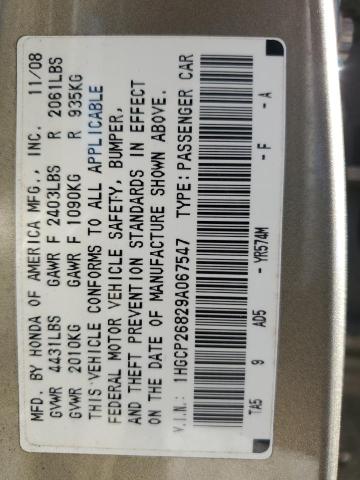 MFD. BY HONDA OF AMERICA MFG., INC. 11/08
GVWR 4431LBS GAWR F 2403LBS R 2061LBS
GVWR 2010KG GAWR F 1090KG R 935KG
THIS VEHICLE CONFORMS TO ALL APPLICABLE
FEDERAL MOTOR VEHICLE SAFETY, BUMPER,
AND THEFT PREVENTION STANDARDS IN EFFECT
ON THE DATE OF MANUFACTURE SHOWN ABOVE.
V.I.N.: 1HGCP26829A067547 TYPE: PASSENGER CAR
TA5 9 AD5 - YR574M - F - A